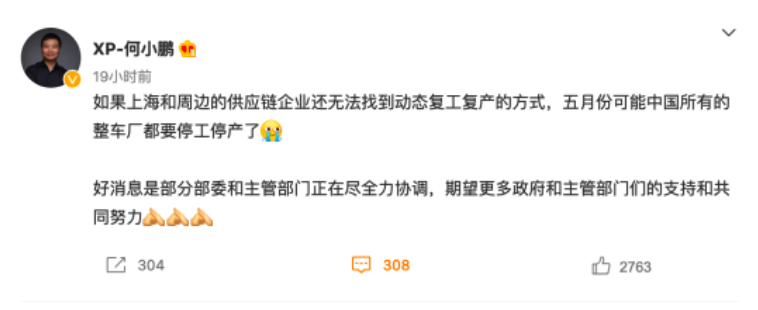 XP-何小鹏
19小时前
如果上海和周边的供应链企业还无法找到动态复工复产的方式，五月份可能中国所有的
整车厂都要停工停产了
好消息是部分部委和主管部门正在尽全力协调，期望更多政府和主管部门们的支持和共
同努力
304 308 2763